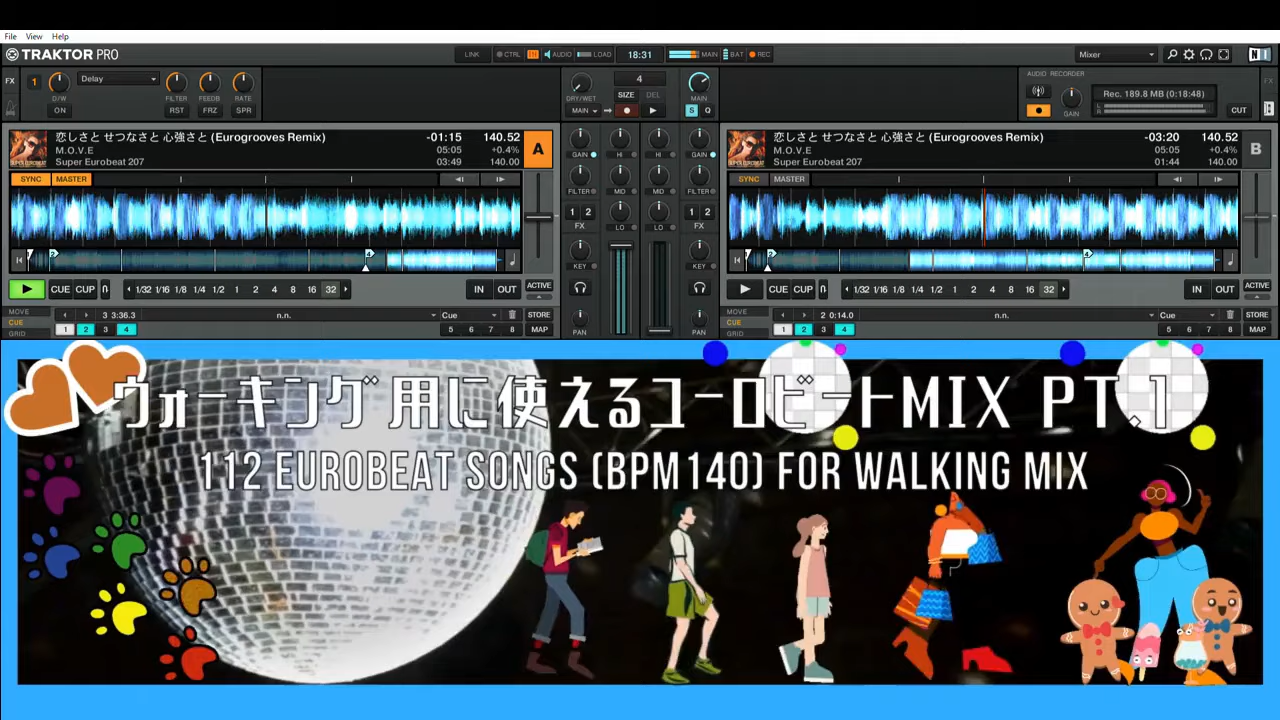 File View Help
TRAKTOR PRO
LINK CTRL AUDIO LOAD 18:31 MAIN BAT REC
Mixer
FX 1 D/W Delay FILTER FEEDB RATE
ON RST FRZ SPR
DRY/WET 4 MAIN
SIZE DEL
MAIN S Q
AUDIO RECORDER
GAIN Rec. 189.8 MB (0:18:48) CUT
恋しさと せつなさと 心強さと (Eurogrooves Remix) -01:15 140.52 A
M.O.V.E 05:05 +0.4%
Super Eurobeat 207 03:49 140.00
SYNC MASTER
GAIN HI HI GAIN
FILTER MID MID FILTER
1 2 LO LO 1 2
FX FX
KEY KEY
PAN PAN
恋しさと せつなさと 心強さと (Eurogrooves Remix) -03:20 140.52 B
M.O.V.E 05:05 +0.4%
Super Eurobeat 207 01:44 140.00
SYNC MASTER
2 4
2 4
CUE CUP 1/32 1/16 1/8 1/4 1/2 1 2 4 8 16 32 IN OUT ACTIVE
CUE CUP 1/32 1/16 1/8 1/4 1/2 1 2 4 8 16 32 IN OUT ACTIVE
MOVE CUE GRID
3 3:36.3 n.n. Cue STORE
1 2 3 4 5 6 7 8 MAP
MOVE CUE GRID
2 0:14.0 n.n. Cue STORE
1 2 3 4 5 6 7 8 MAP
ウォーキング用に使えるユーロビートMIX PT.1
112 EUROBEAT SONGS (BPM140) FOR WALKING MIX